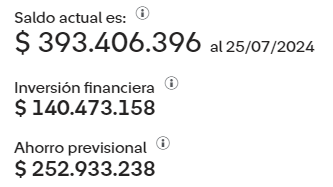 Saldo actual es:
$ 393.406.396 al 25/07/2024
Inversión financiera
$ 140.473.158
Ahorro previsional
$ 252.933.238